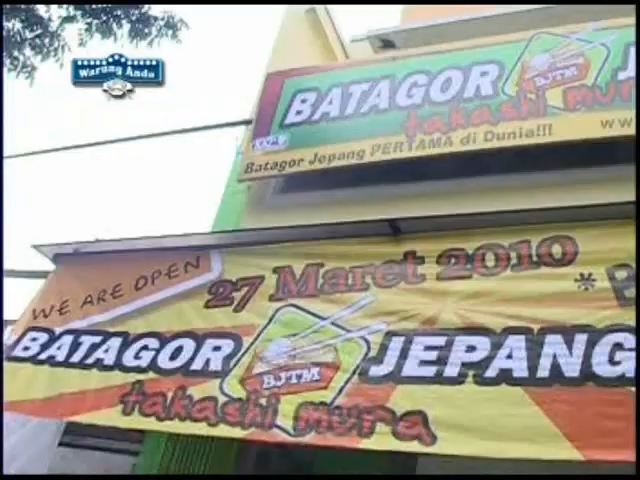 Warung Anda
BATAGOR BJTM J
takashi mura
Batagor Jepang PERTAMA di Dunia!!! ww
WE ARE OPEN
27 Maret 2010
BATAGOR BJTM JEPANG
takashi mura